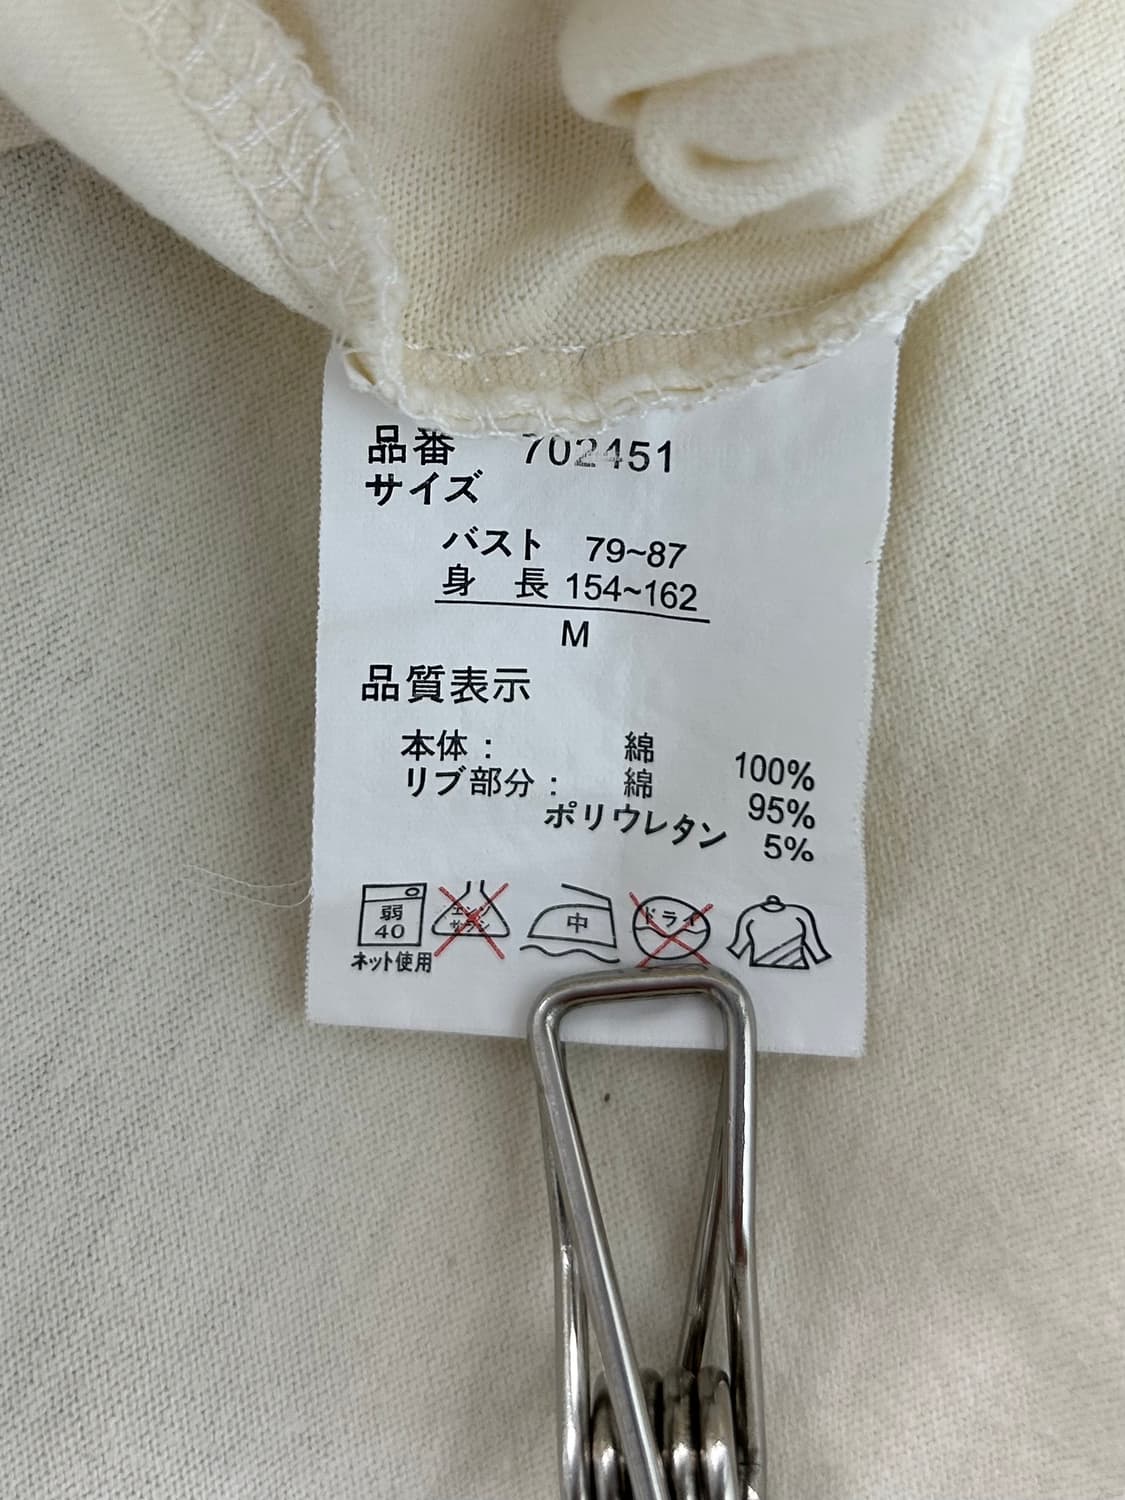 品番 702451
サイズ
バスト 79~87
身長 154~162
M
品質表示
本体: 綿 100%
リブ部分: 綿 95%
ポリウレタン 5%
弱 40
ネット使用
エンソ サラシ
中
ドライ